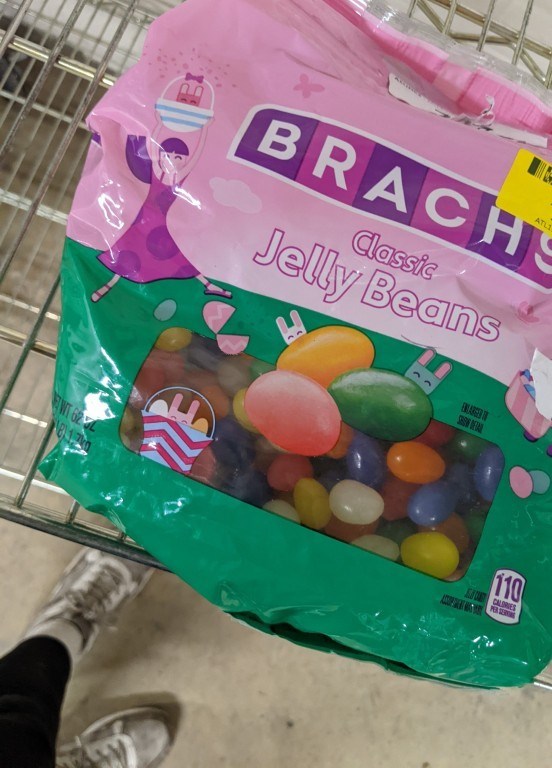 BRACHS
Classic
Jelly Beans
ENLARGED TO
SHOW DETAIL
110
CALORIES
PER SERVING